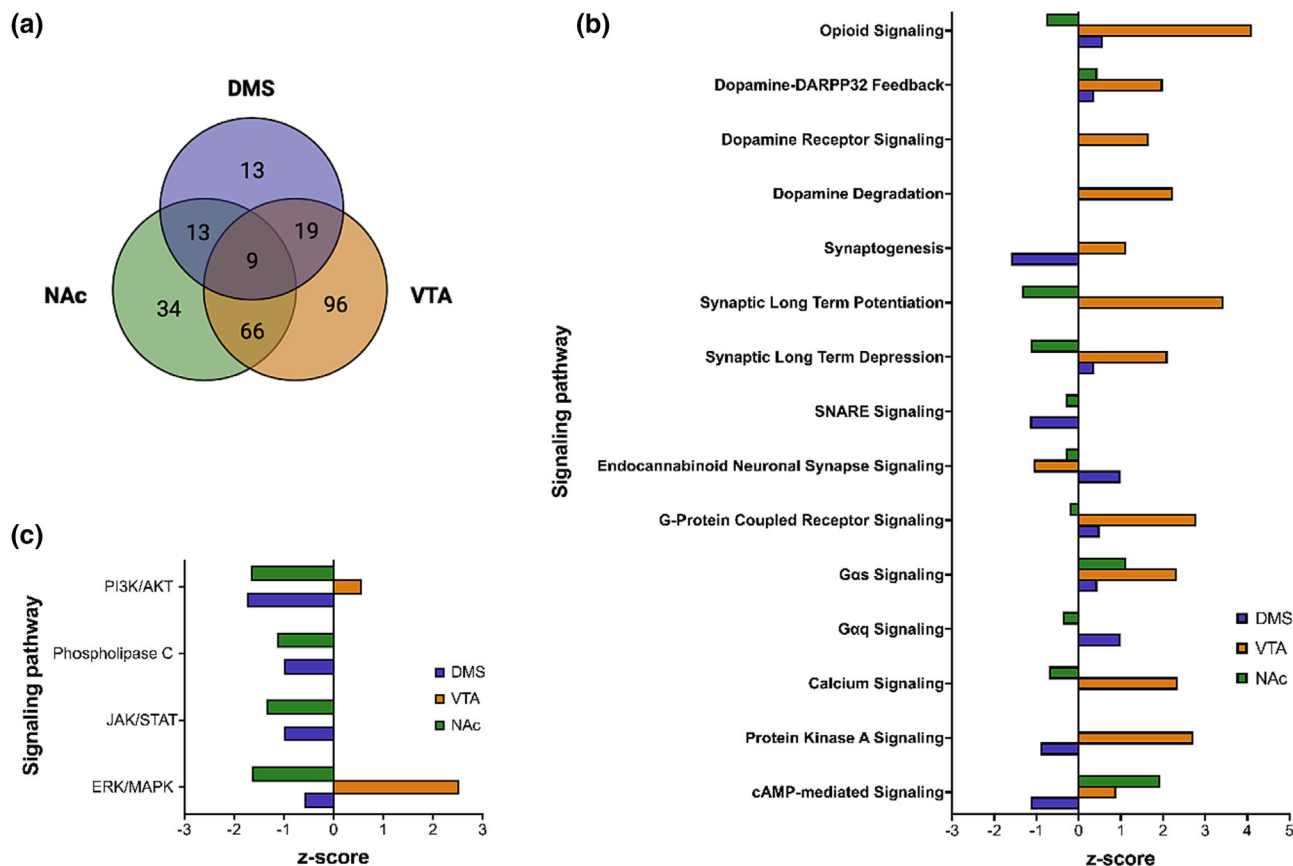 (a)
DMS
13
13
19
9
NAc
34
96
VTA
66
(b)
Signaling pathway
Opioid Signaling
Dopamine-DARPP32 Feedback
Dopamine Receptor Signaling
Dopamine Degradation
Synaptogenesis
Synaptic Long Term Potentiation
Synaptic Long Term Depression
SNARE Signaling
Endocannabinoid Neuronal Synapse Signaling
G-Protein Coupled Receptor Signaling
Gαs Signaling
Gαq Signaling
Calcium Signaling
Protein Kinase A Signaling
cAMP-mediated Signaling
DMS
VTA
NAc
-3 -2 -1 0 1 2 3 4 5
z-score
(c)
Signaling pathway
PI3K/AKT
Phospholipase C
JAK/STAT
ERK/MAPK
DMS
VTA
NAc
-3 -2 -1 0 1 2 3
z-score